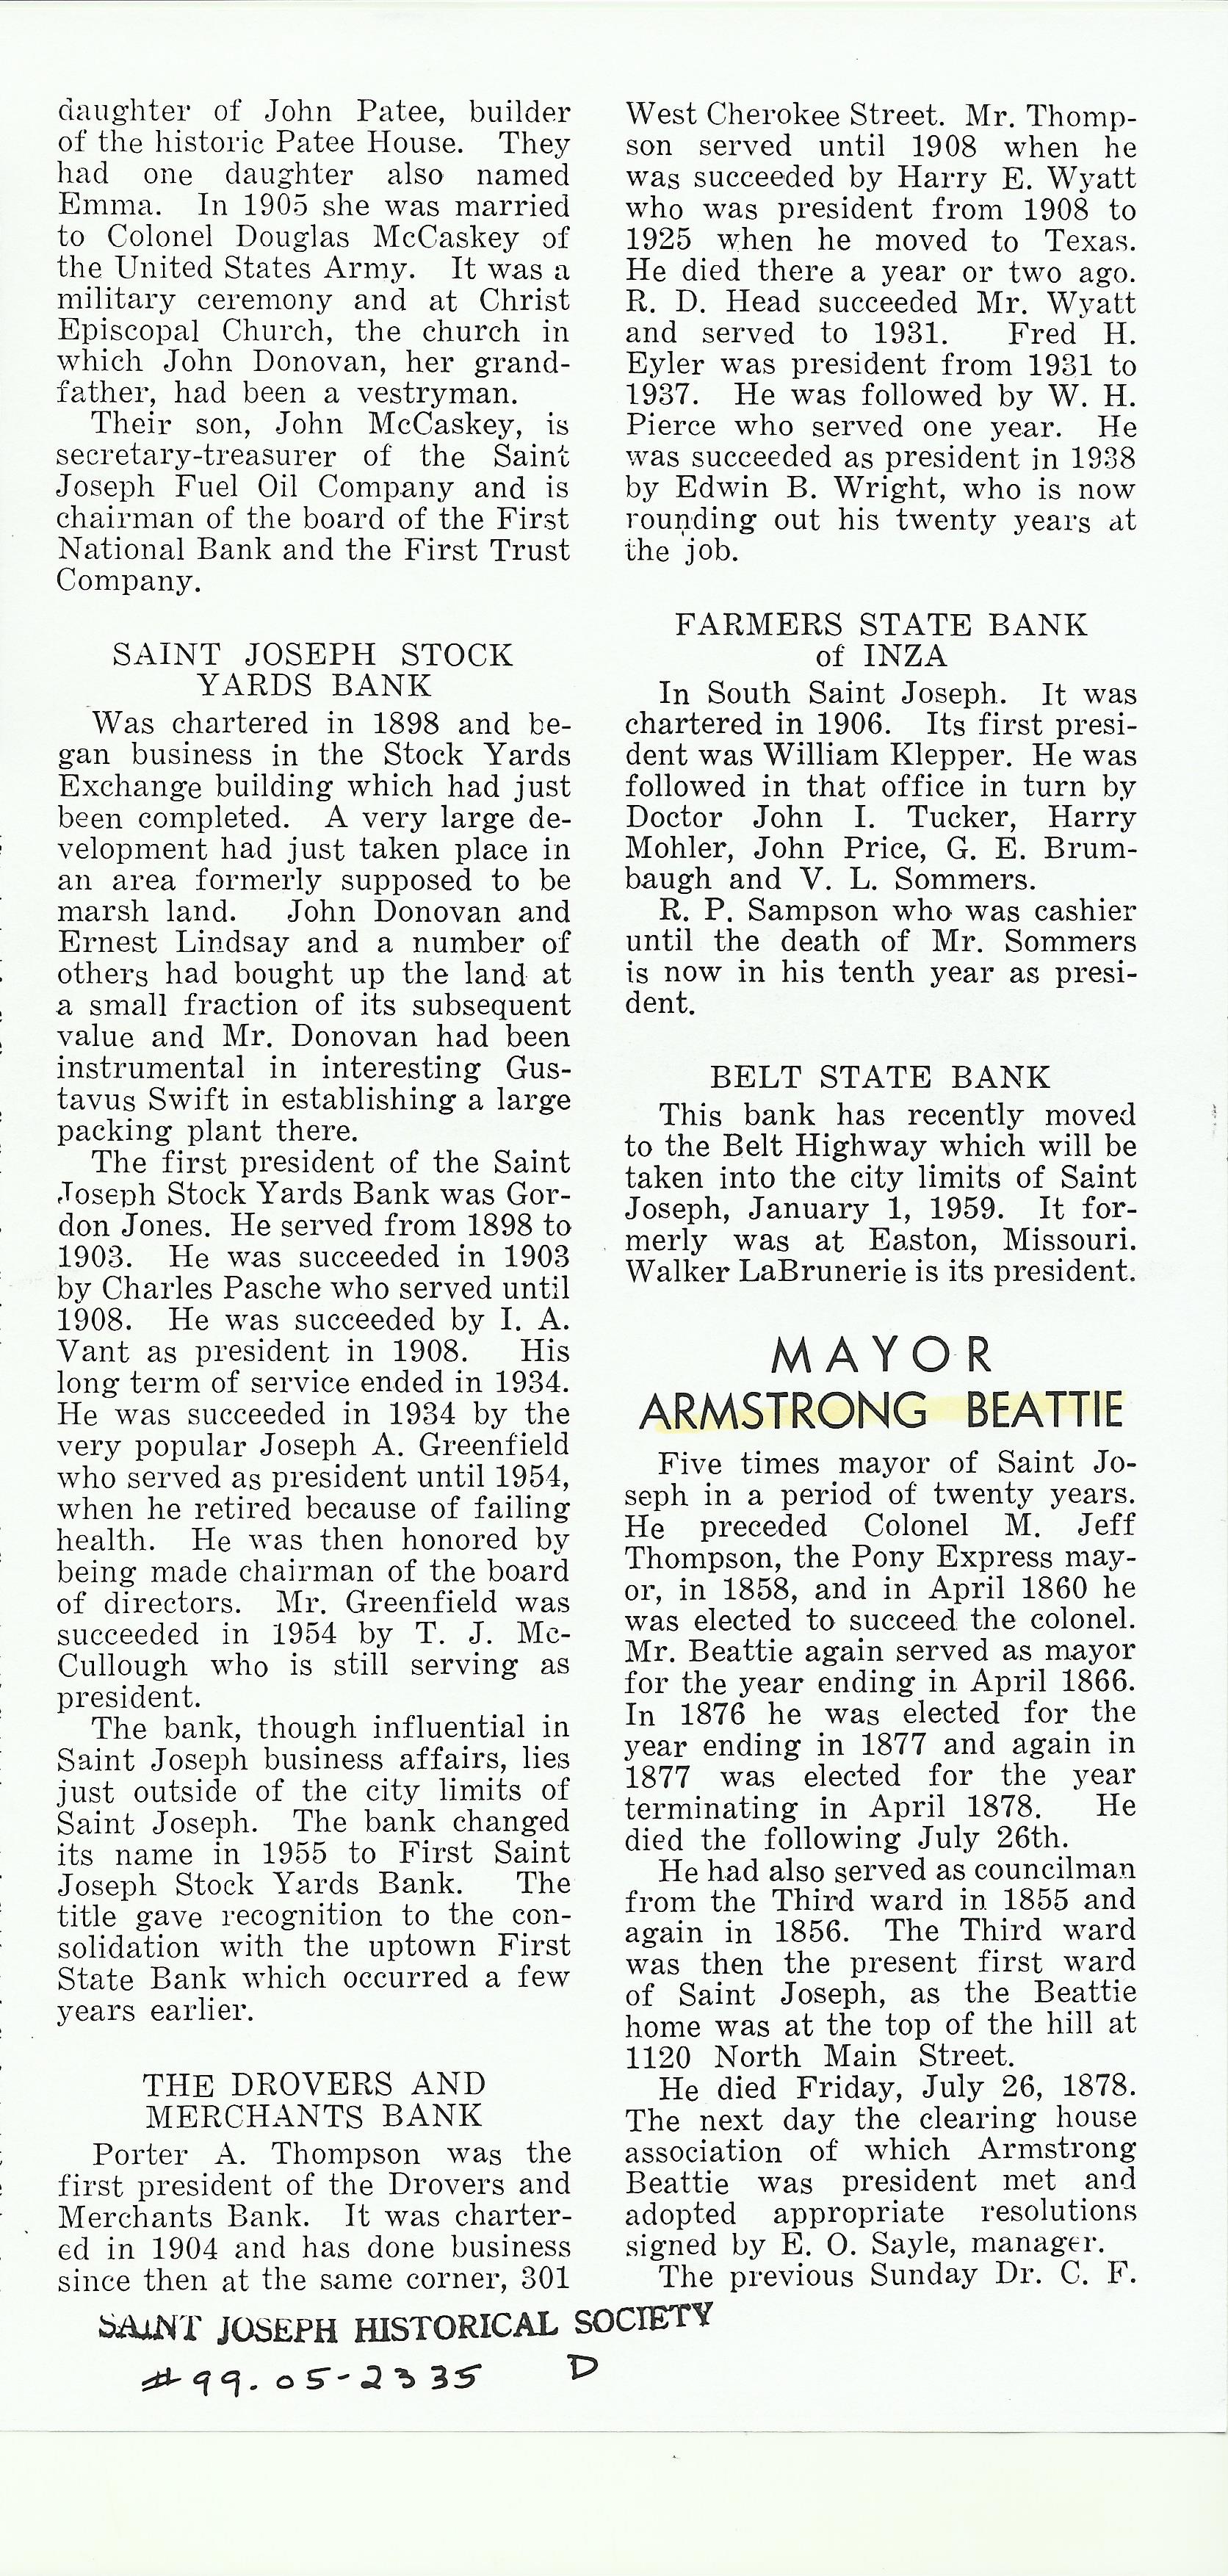 daughter of John Patee, builder
of the historic Patee House. They
had one daughter also named
Emma. In 1905 she was married
to Colonel Douglas McCaskey of
the United States Army. It was a
military ceremony and at Christ
Episcopal Church, the church in
which John Donovan, her grand-
father, had been a vestryman.
Their son, John McCaskey, is
secretary-treasurer of the Saint
Joseph Fuel Oil Company and is
chairman of the board of the First
National Bank and the First Trust
Company.
SAINT JOSEPH STOCK
YARDS BANK
Was chartered in 1898 and be-
gan business in the Stock Yards
Exchange building which had just
been completed. A very large de-
velopment had just taken place in
an area formerly supposed to be
marsh land. John Donovan and
Ernest Lindsay and a number of
others had bought up the land at
a small fraction of its subsequent
value and Mr. Donovan had been
instrumental in interesting Gus-
tavus Swift in establishing a large
packing plant there.
The first president of the Saint
Joseph Stock Yards Bank was Gor-
don Jones. He served from 1898 to
1903. He was succeeded in 1903
by Charles Pasche who served until
1908. He was succeeded by I. A.
Vant as president in 1908. His
long term of service ended in 1934.
He was succeeded in 1934 by the
very popular Joseph A. Greenfield
who served as president until 1954,
when he retired because of failing
health. He was then honored by
being made chairman of the board
of directors. Mr. Greenfield was
succeeded in 1954 by T. J. Mc-
Cullough who is still serving as
president.
The bank, though influential in
Saint Joseph business affairs, lies
just outside of the city limits of
Saint Joseph. The bank changed
its name in 1955 to First Saint
Joseph Stock Yards Bank. The
title gave recognition to the con-
solidation with the uptown First
State Bank which occurred a few
years earlier.
THE DROVERS AND
MERCHANTS BANK
Porter A. Thompson was the
first president of the Drovers and
Merchants Bank. It was charter-
ed in 1904 and has done business
since then at the same corner, 301
West Cherokee Street. Mr. Thomp-
son served until 1908 when he
was succeeded by Harry E. Wyatt
who was president from 1908 to
1925 when he moved to Texas.
He died there a year or two ago.
R. D. Head succeeded Mr. Wyatt
and served to 1931. Fred H.
Eyler was president from 1931 to
1937. He was followed by W. H.
Pierce who served one year. He
was succeeded as president in 1938
by Edwin B. Wright, who is now
rounding out his twenty years at
the job.
FARMERS STATE BANK
of INZA
In South Saint Joseph. It was
chartered in 1906. Its first presi-
dent was William Klepper. He was
followed in that office in turn by
Doctor John I. Tucker, Harry
Mohler, John Price, G. E. Brum-
baugh and V. L. Sommers.
R. P. Sampson who was cashier
until the death of Mr. Sommers
is now in his tenth year as presi-
dent.
BELT STATE BANK
This bank has recently moved
to the Belt Highway which will be
taken into the city limits of Saint
Joseph, January 1, 1959. It for-
merly was at Easton, Missouri.
Walker LaBrunerie is its president.
MAYOR
ARMSTRONG BEATTIE
Five times mayor of Saint Jo-
seph in a period of twenty years.
He preceded Colonel M. Jeff
Thompson, the Pony Express may-
or, in 1858, and in April 1860 he
was elected to succeed the colonel.
Mr. Beattie again served as mayor
for the year ending in April 1866.
In 1876 he was elected for the
year ending in 1877 and again in
1877 was elected for the year
terminating in April 1878. He
died the following July 26th.
He had also served as councilman
from the Third ward in 1855 and
again in 1856. The Third ward
was then the present first ward
of Saint Joseph, as the Beattie
home was at the top of the hill at
1120 North Main Street.
He died Friday, July 26, 1878.
The next day the clearing house
association of which Armstrong
Beattie was president met and
adopted appropriate resolutions
signed by E. O. Sayle, manager.
The previous Sunday Dr. C. F.
SAINT JOSEPH HISTORICAL SOCIETY
#99.05-2335 D